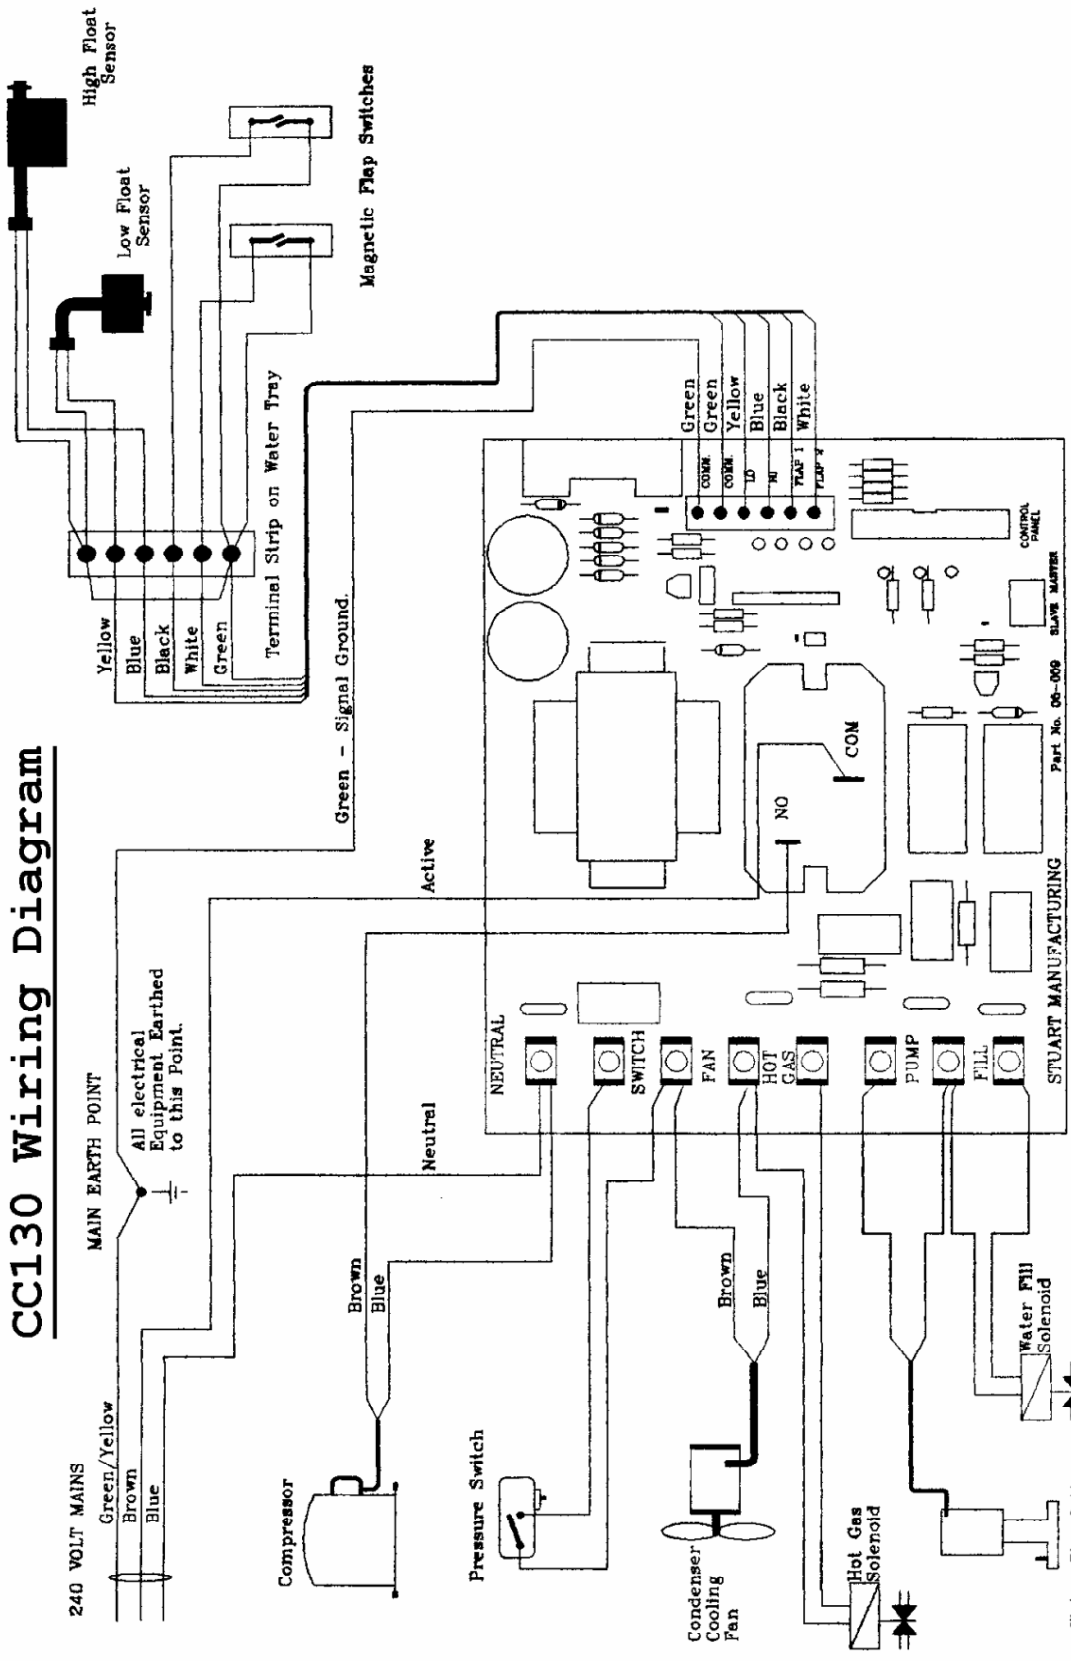 CC130 Wiring Diagram
240 VOLT MAINS
Green/Yellow
Brown
Blue
MAIN EARTH POINT
All electrical
Equipment Earthed
to this Point.
Yellow
Blue
Black
White
Green
Terminal Strip on Water Tray
Low Float
Sensor
High Float
Sensor
Magnetic Flap Switches
Green - Signal Ground.
Active
Neutral
Compressor
Brown
Blue
Pressure Switch
Condenser
Cooling
Fan
Brown
Blue
Hot Gas
Solenoid
Water Fill
Solenoid
NEUTRAL
SWITCH
FAN
HOT
GAS
PUMP
FILL
NO
COM
Green
Green
Yellow
Blue
Black
White
COMM.
COMM.
LO
HI
FLAP 1
FLAP 2
CONTROL
PANEL
STUART MANUFACTURING
Part No. 06-009
SLAVE MASTER